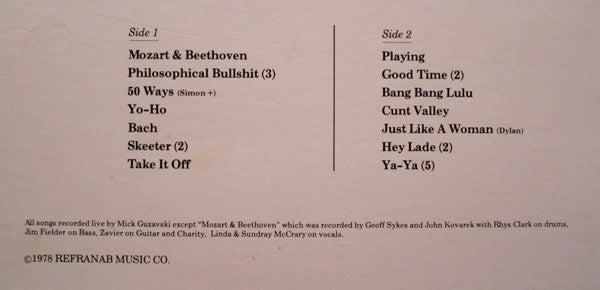 Side 1
Mozart & Beethoven
Philosophical Bullshit (3)
50 Ways (Simon +)
Yo-Ho
Bach
Skeeter (2)
Take It Off
Side 2
Playing
Good Time (2)
Bang Bang Lulu
Cunt Valley
Just Like A Woman (Dylan)
Hey Lade (2)
Ya-Ya (5)
All songs recorded live by Mick Guzavski except "Mozart & Beethoven" which was recorded by Geoff Sykes and John Kovarek with Rhys Clark on drums,
Jim Fielder on Bass, Zavier on Guitar and Charity, Linda & Sundray McCrary on vocals.
©1978 REFRANAB MUSIC CO.